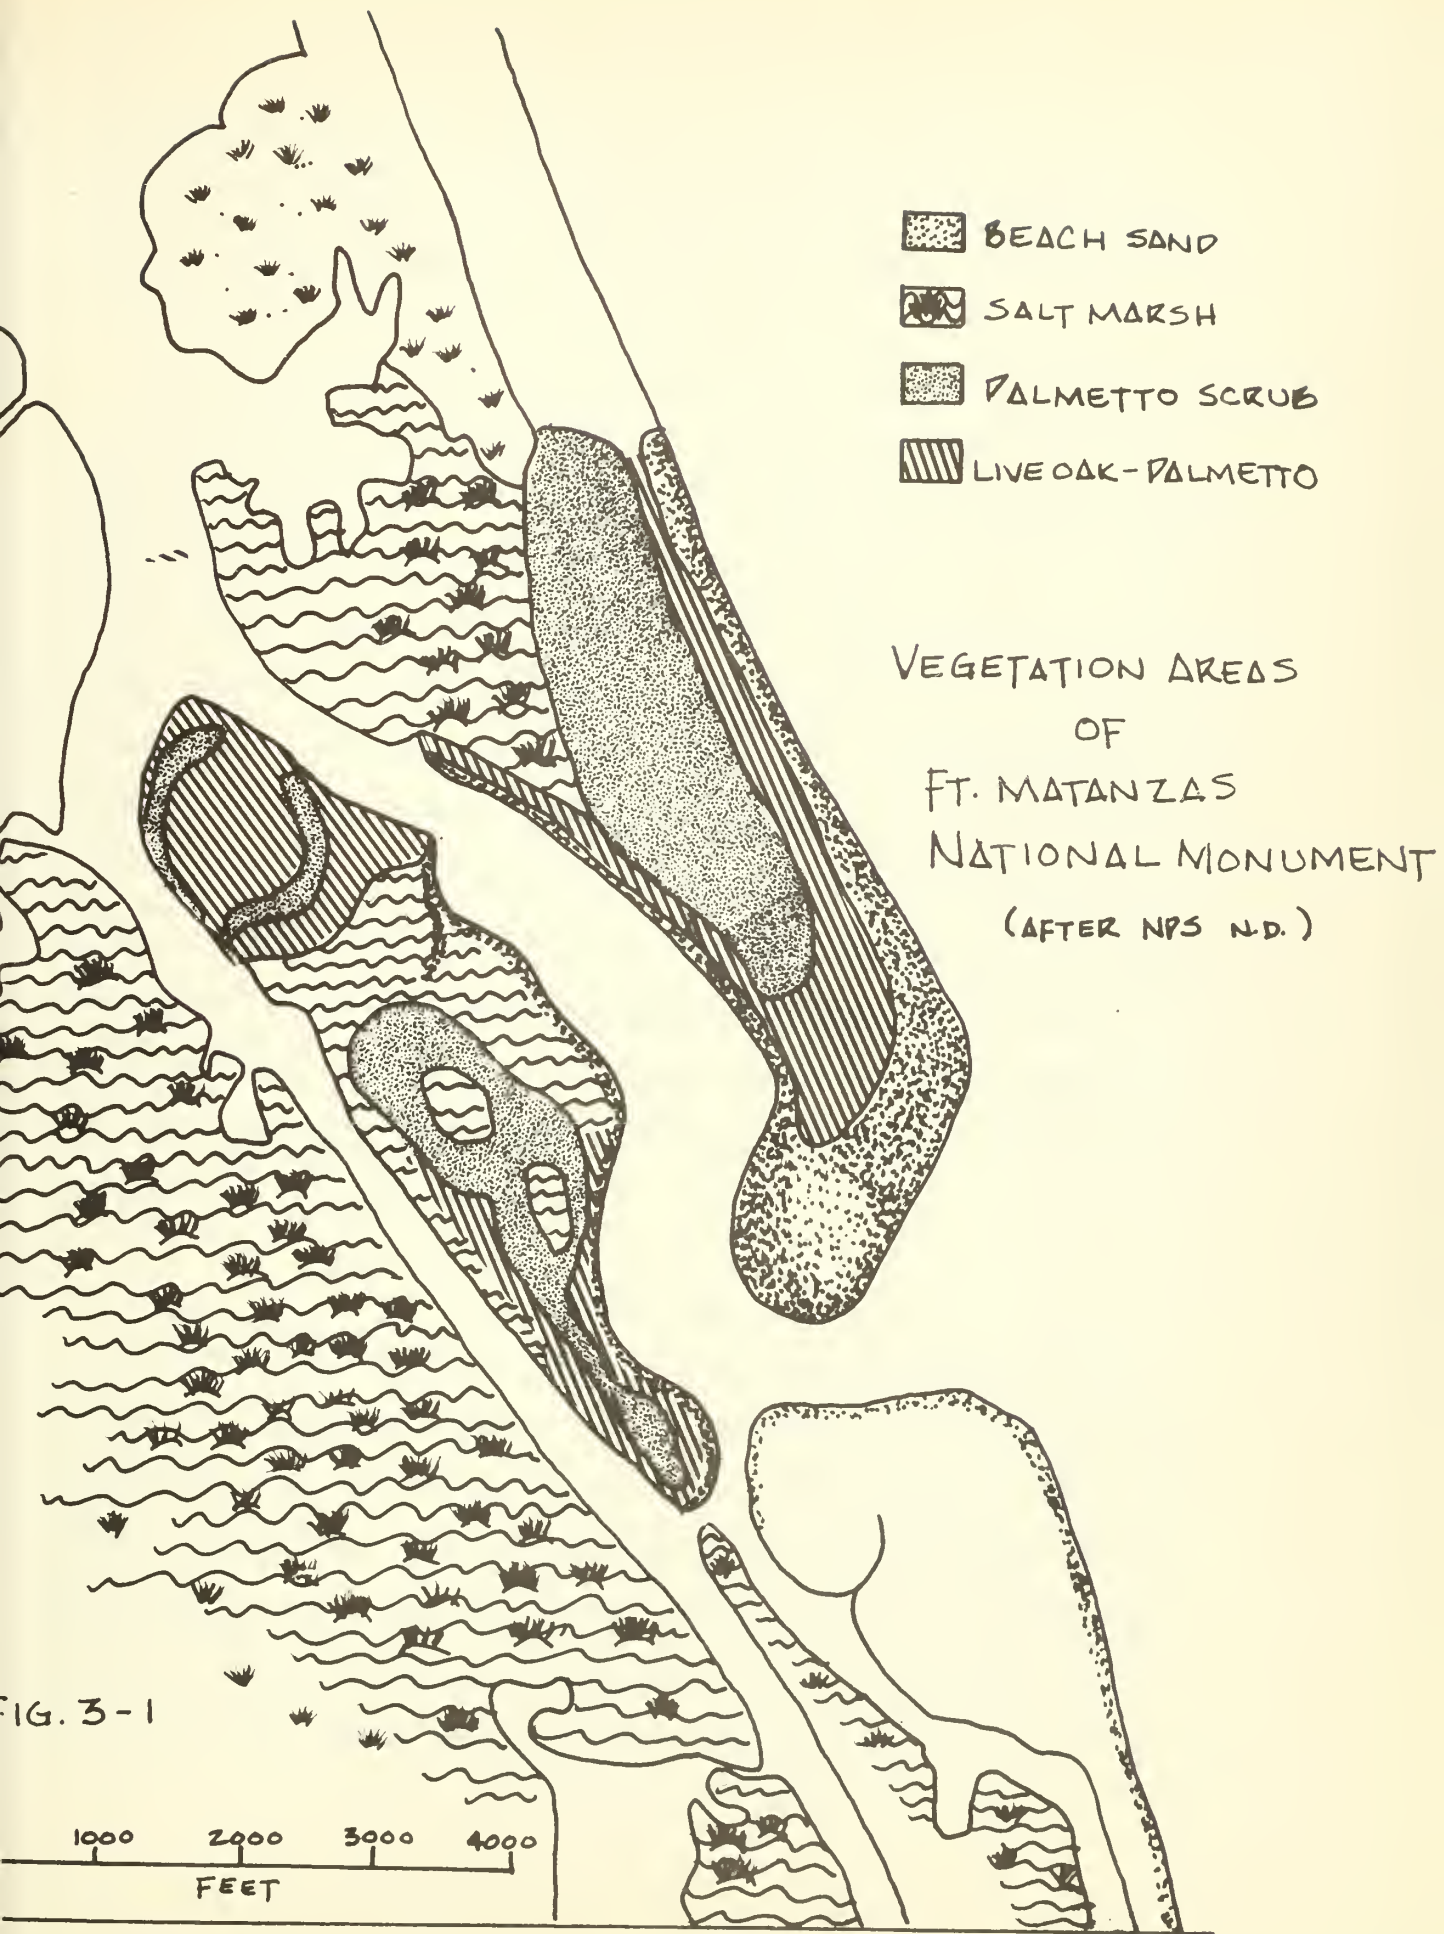 BEACH SAND
SALT MARSH
PALMETTO SCRUB
LIVE OAK-PALMETTO
VEGETATION AREAS
OF
FT. MATANZAS
NATIONAL MONUMENT
(AFTER NPS N.D.)
FIG. 3-1
1000 2000 3000 4000
FEET